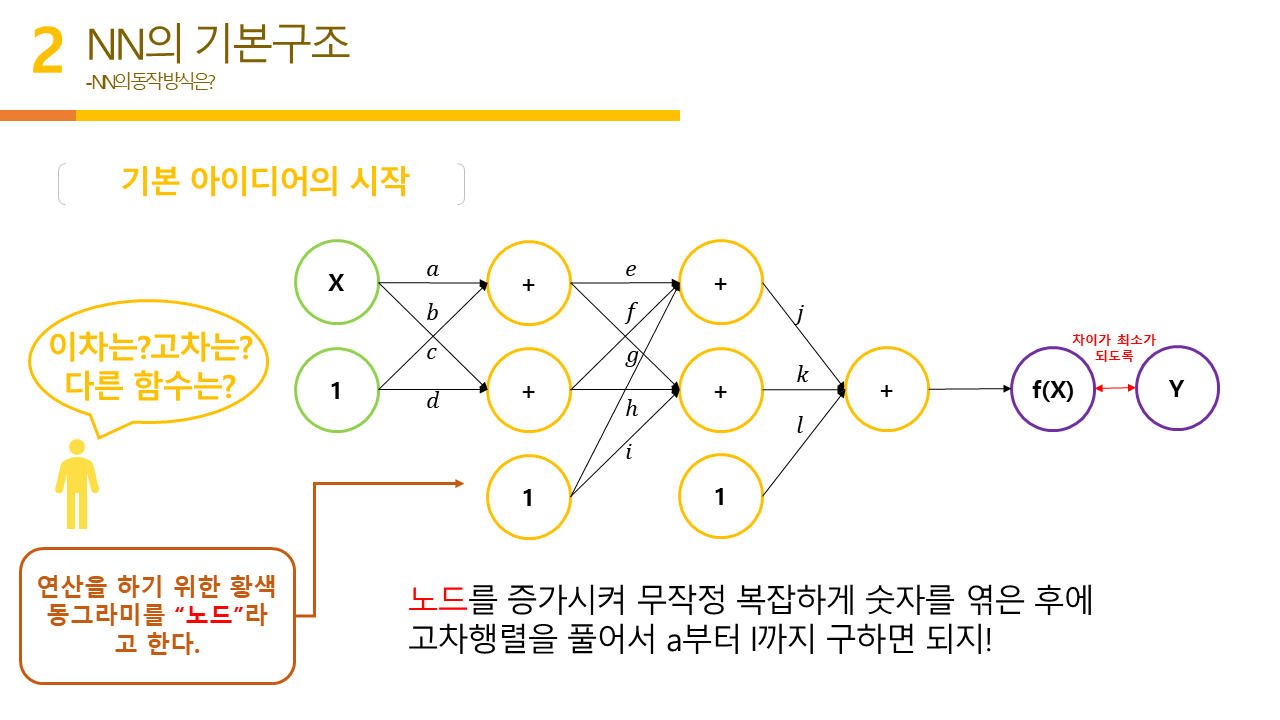 2
NN의 기본구조
-NN의 동작방식은?
기본 아이디어의 시작
이차는?고차는?
다른 함수는?
X
1
a
b
c
d
+
+
1
e
f
g
h
i
+
+
1
j
k
l
+
f(X)
차이가 최소가
되도록
Y
연산을 하기 위한 황색
동그라미를 “노드”라
고 한다.
노드를 증가시켜 무작정 복잡하게 숫자를 엮은 후에
고차행렬을 풀어서 a부터 l까지 구하면 되지!